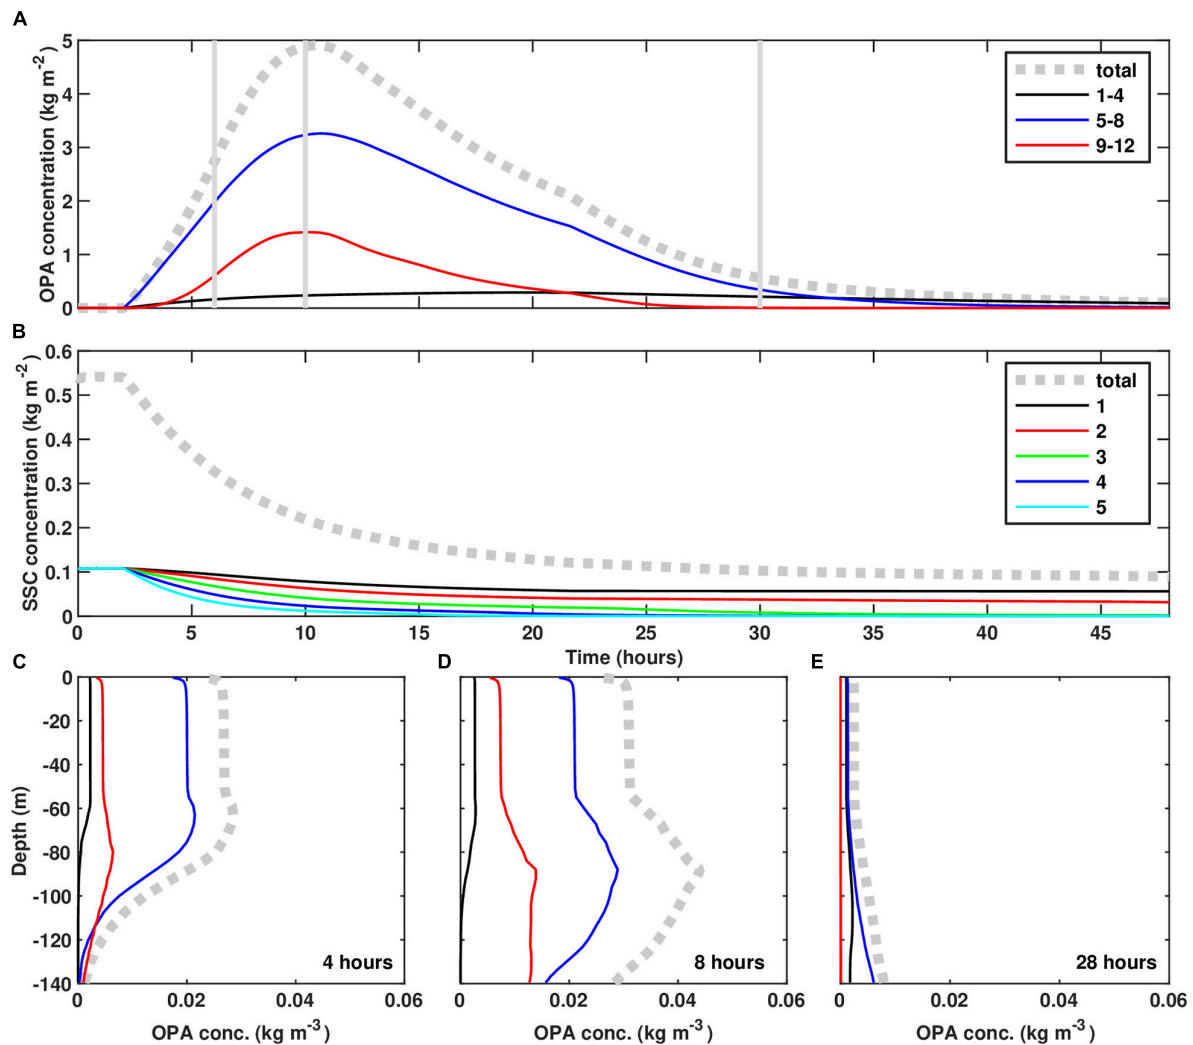 A
OPA concentration (kg m-2)
5
4
3
2
1
0
total
1-4
5-8
9-12
B
SSC concentration (kg m-2)
0.6
0.5
0.4
0.3
0.2
0.1
0
total
1
2
3
4
5
0 5 10 15 20 25 30 35 40 45
Time (hours)
C
Depth (m)
0
-20
-40
-60
-80
-100
-120
-140
4 hours
0 0.02 0.04 0.06
OPA conc. (kg m-3)
D
8 hours
0 0.02 0.04 0.06
OPA conc. (kg m-3)
E
28 hours
0 0.02 0.04 0.06
OPA conc. (kg m-3)